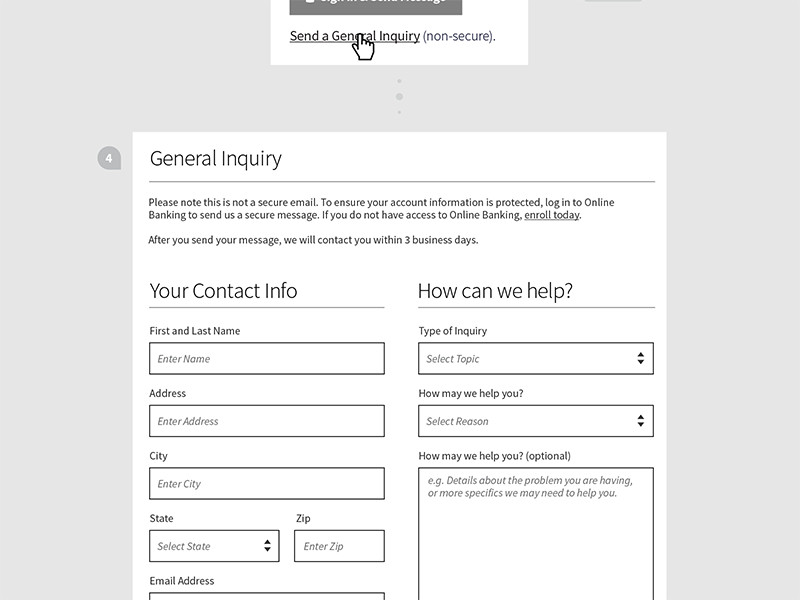 Sign In & Send Message
Send a General Inquiry (non-secure).
4
General Inquiry
Please note this is not a secure email. To ensure your account information is protected, log in to Online
Banking to send us a secure message. If you do not have access to Online Banking, enroll today.
After you send your message, we will contact you within 3 business days.
Your Contact Info
First and Last Name
Enter Name
Address
Enter Address
City
Enter City
State
Zip
Select State
Enter Zip
Email Address
How can we help?
Type of Inquiry
Select Topic
How may we help you?
Select Reason
How may we help you? (optional)
e.g. Details about the problem you are having,
or more specifics we may need to help you.